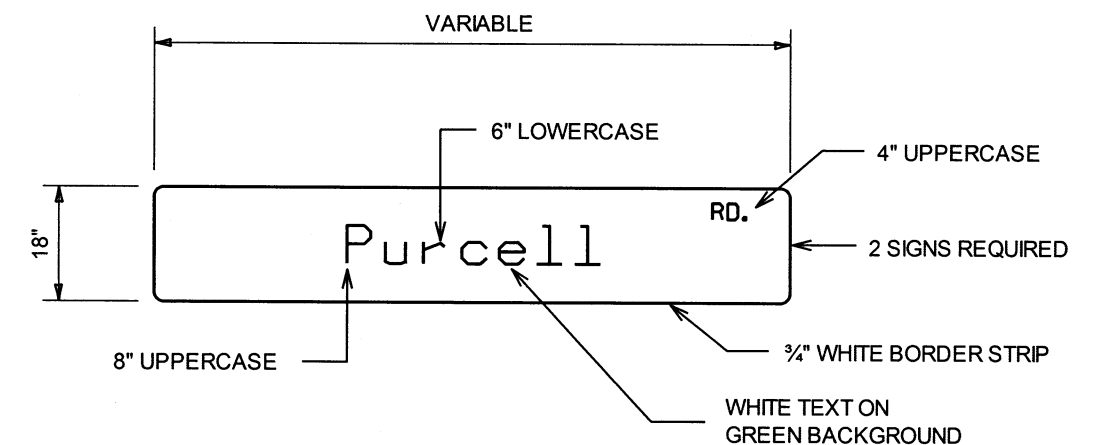 VARIABLE
6" LOWERCASE
4" UPPERCASE
RD.
18"
Purcell
2 SIGNS REQUIRED
8" UPPERCASE
¾" WHITE BORDER STRIP
WHITE TEXT ON
GREEN BACKGROUND